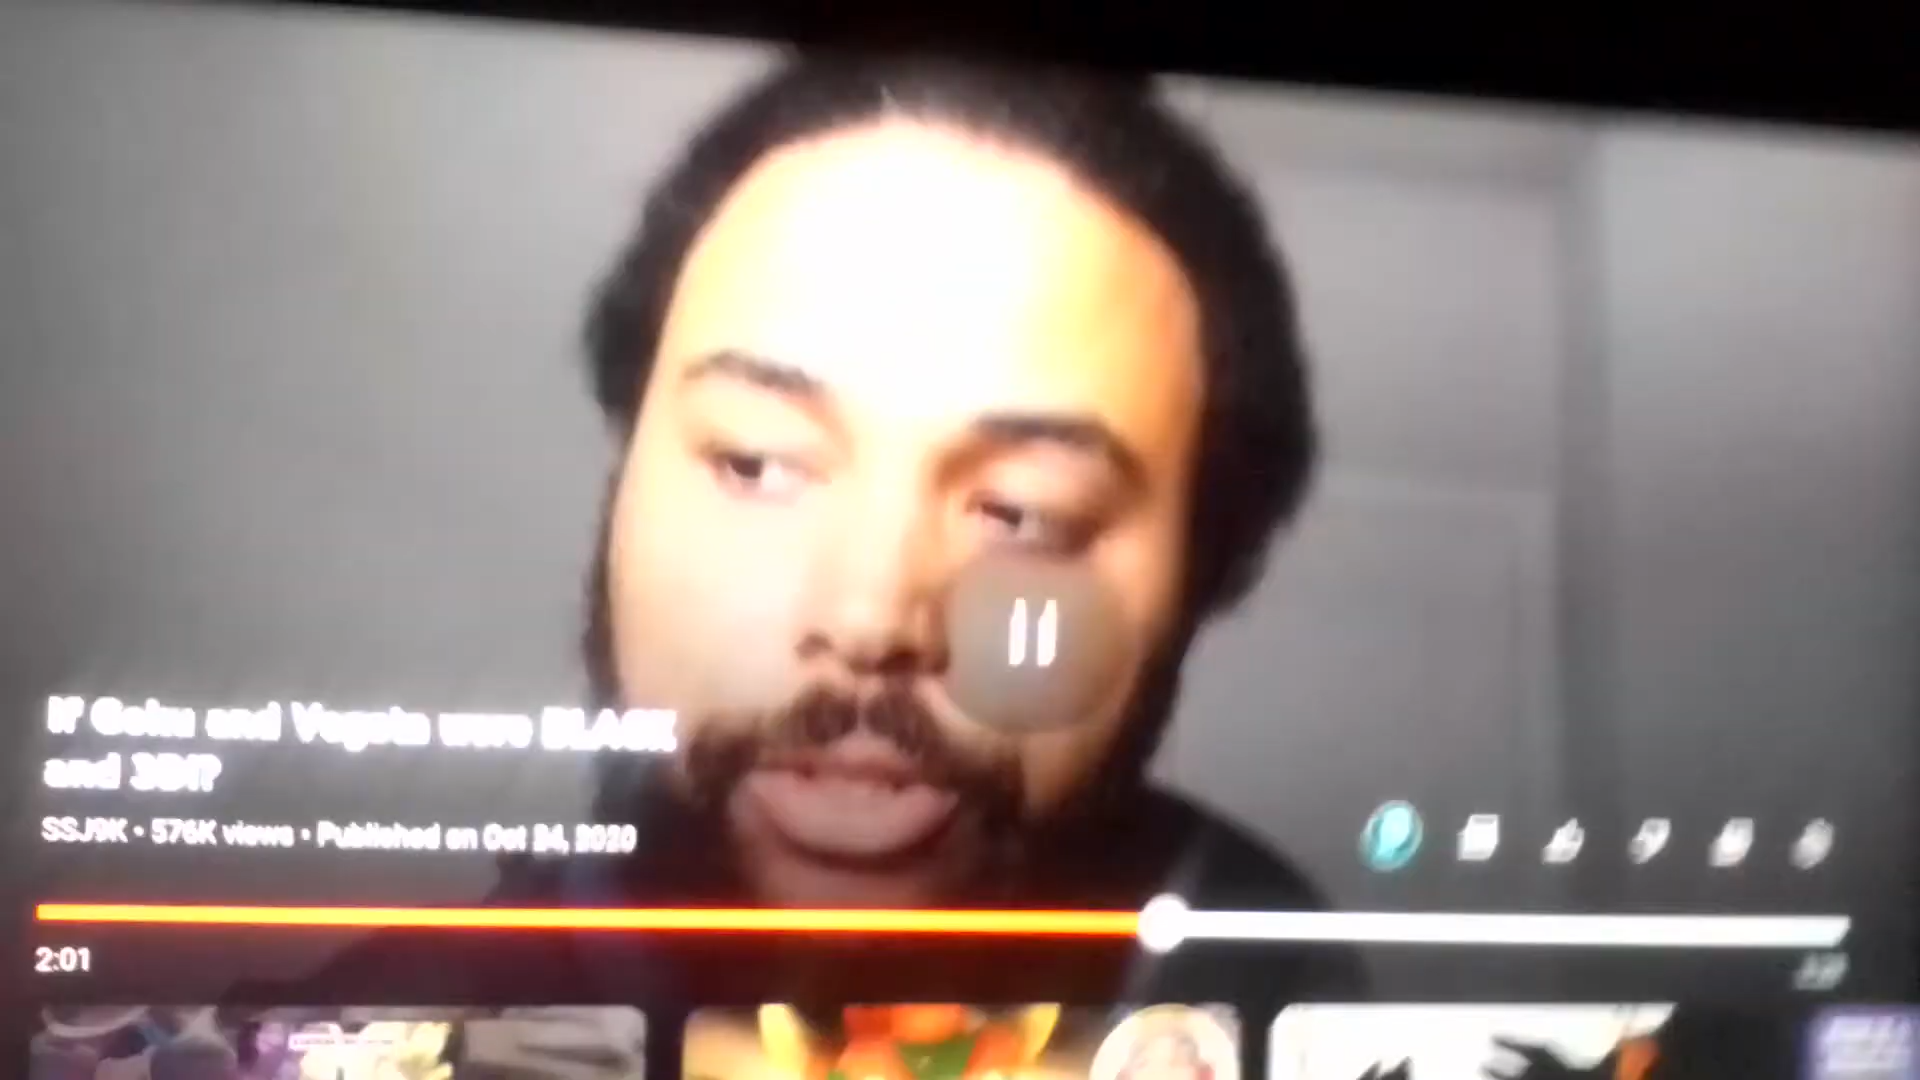 If Goku and Vegeta were BLACK
and 3D!?
SSJ9K • 576K views • Published on Oct 24, 2020
2:01